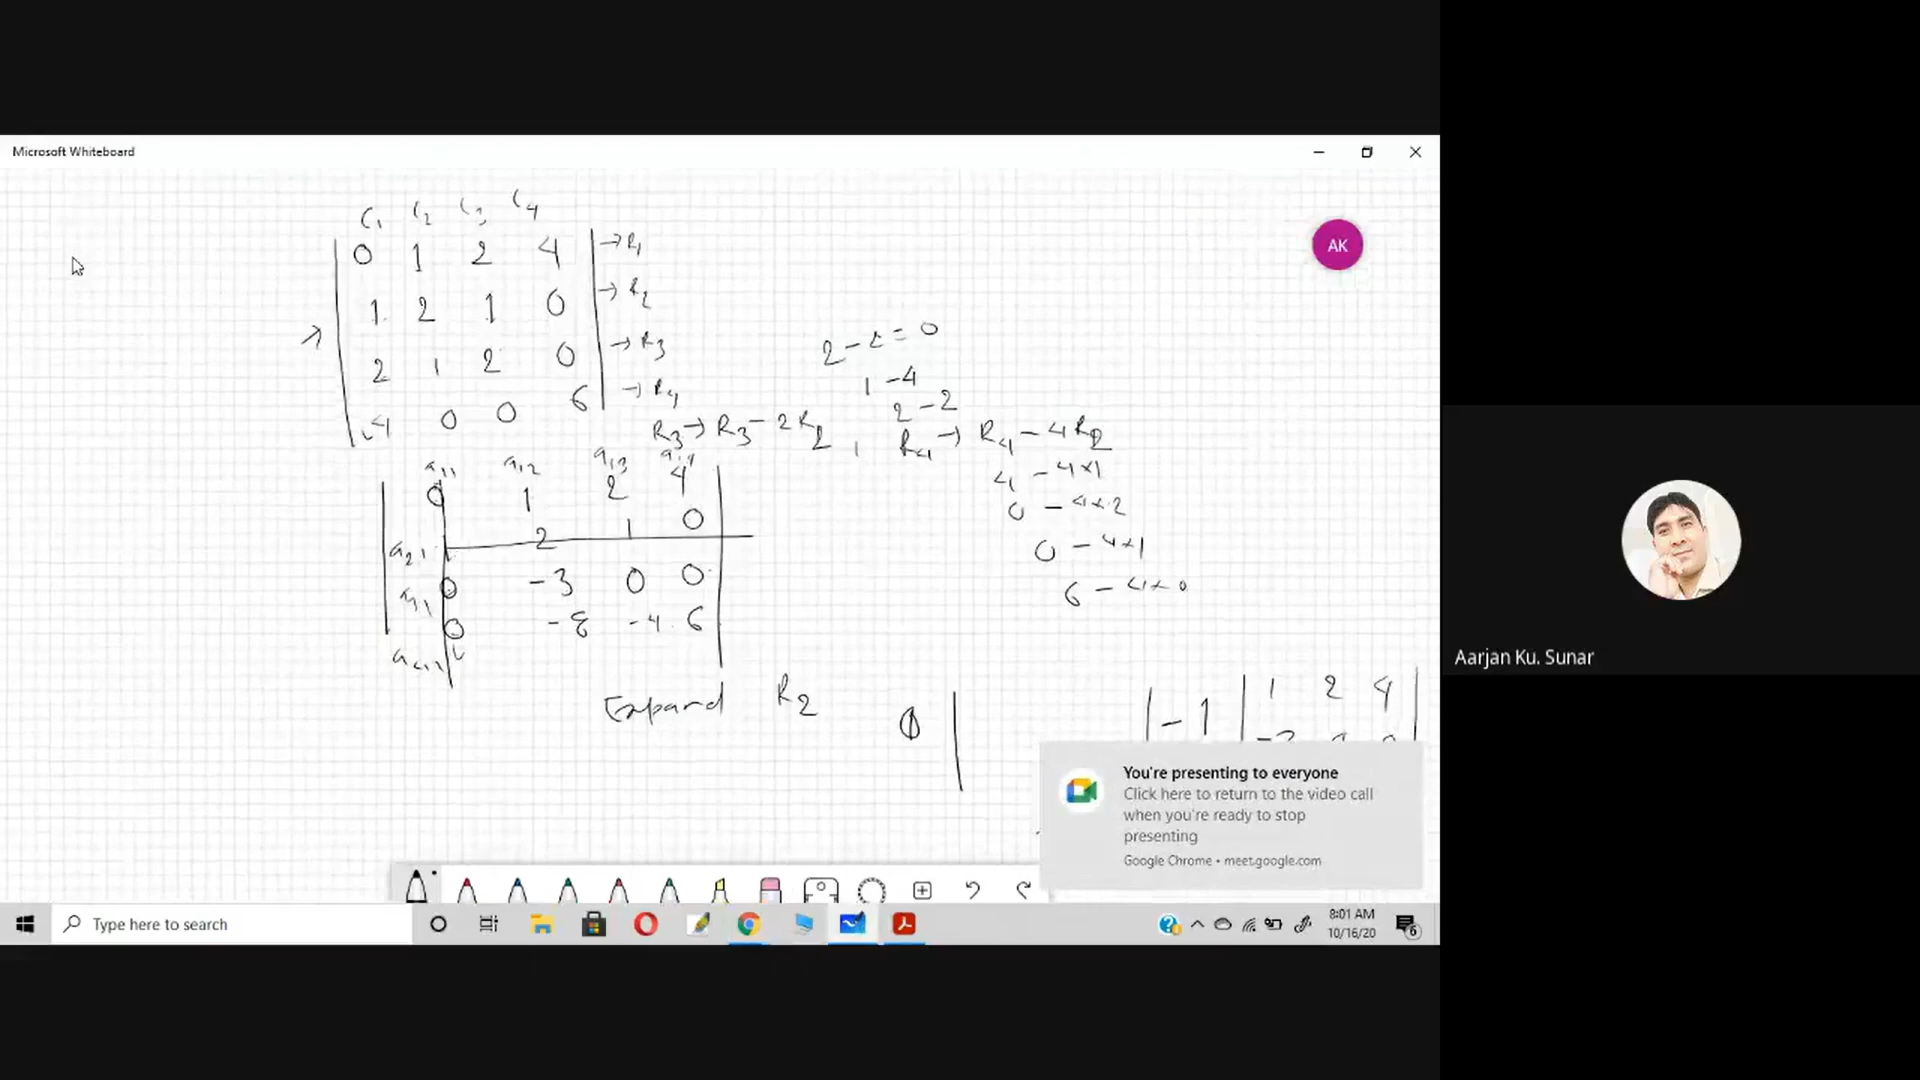 Microsoft Whiteboard
C1 C2 C3 C4
0 1 2 4 → R1
1 2 1 0 → R2
2 1 2 0 → R3
4 0 0 6 → R4
AK
2 - 2 = 0
1 - 4
2 - 2
R3 → R3 - 2R2 , R4 → R4 - 4R2
4 - 4×1
0 - 4×2
0 - 4×1
6 - 4×0
a11 a12 a13 a14
0 1 2 4
a21 2 1 0
a31 0 -3 0 0
a41 0 -8 -4 6
Expand R2
0
-1 1 2 4
You're presenting to everyone
Click here to return to the video call
when you're ready to stop
presenting
Google Chrome • meet.google.com
Aarjan Ku. Sunar
Type here to search
8:01 AM
10/16/20
6